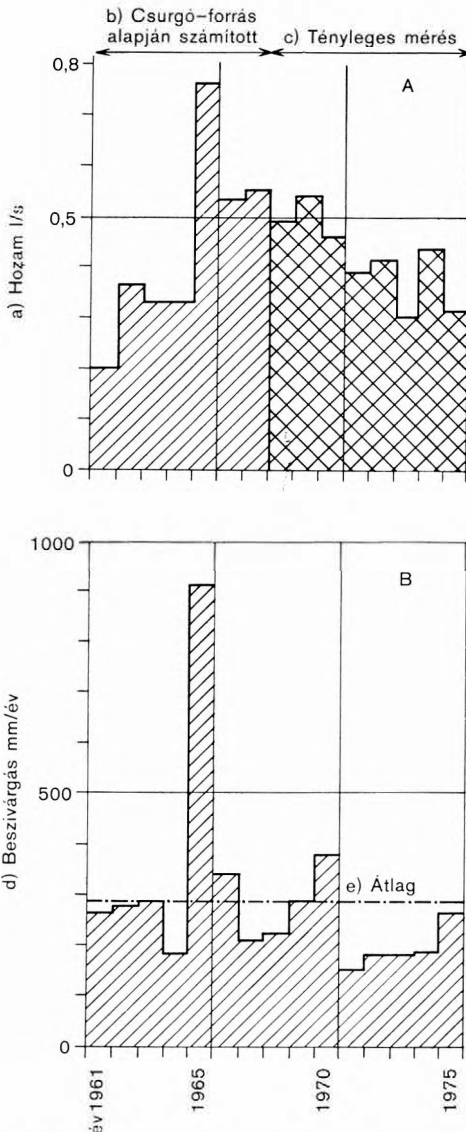 b) Csurgó-forrás
alapján számított
c) Tényleges mérés
0,8
A
a) Hozam l/s
0,5
0
1000
B
d) Beszivárgás mm/év
500
e) Átlag
0
év 1961
1965
1970
1975